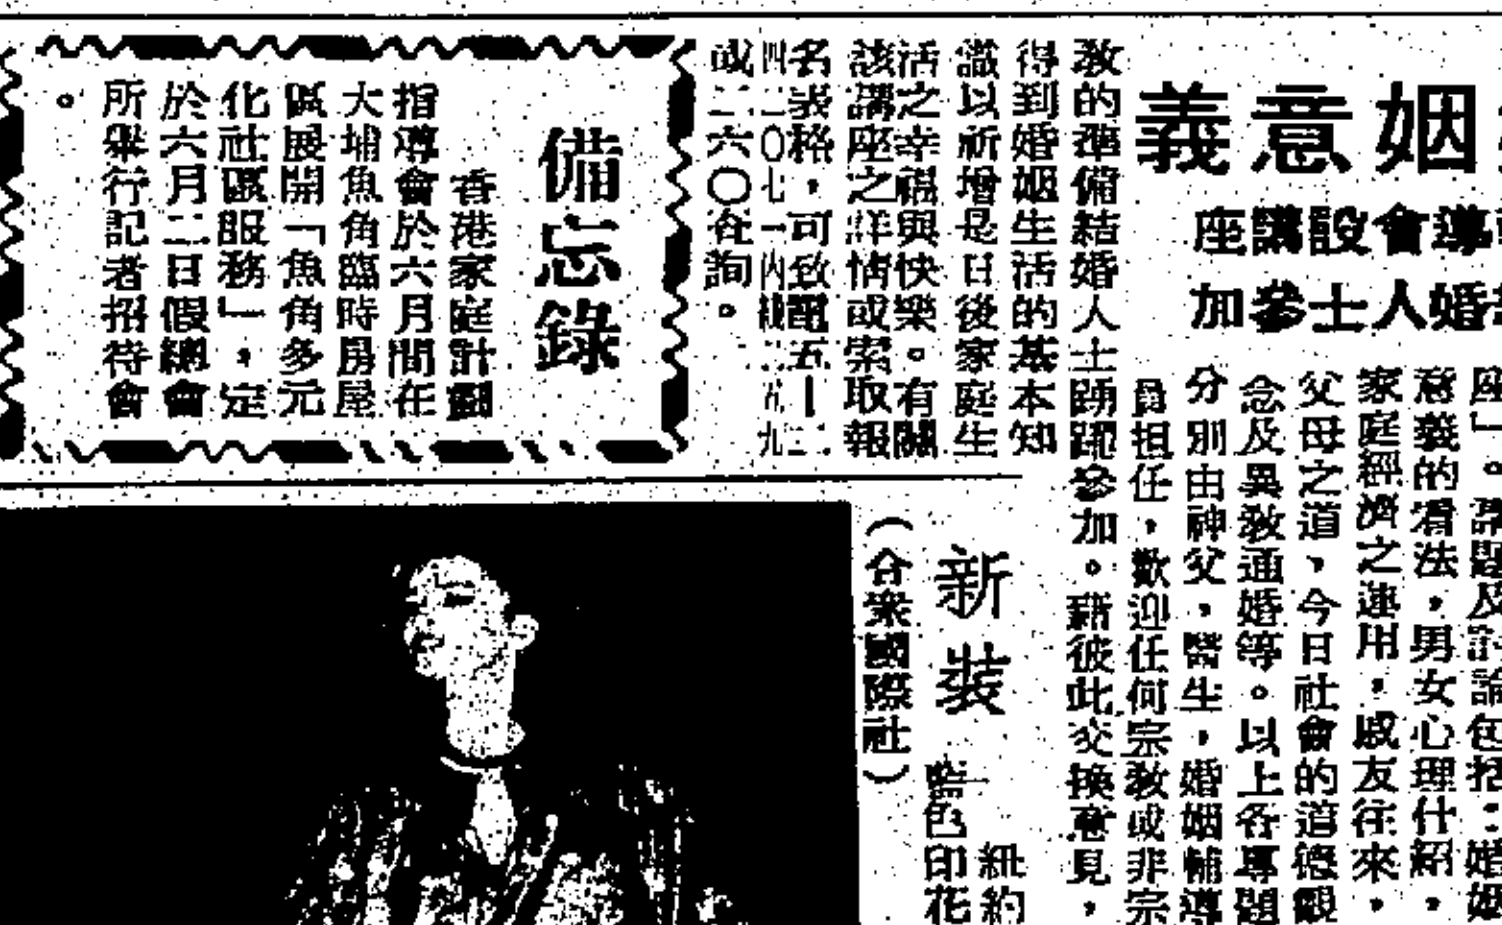 姻意義
導會設講座
婚人士參加
座」。講題及討論包括：婚姻
意義的看法，男女心理什紹，
家庭經濟之運用，戚友往來，
父母之道，今日社會的道德觀
念及異教通婚等。以上各專題
分別由神父，醫生，婚姻輔導
員担任，歡迎任何宗教或非宗
教的準備結婚人士踴躍參加。藉彼此交換意見，
得到婚姻生活的基本知
識以祈增是日後家庭生
活之幸福與快樂。有關
該講座之詳情或索取報
名表格，可致電五—二
四二〇七一內線二五九
或二六〇查詢。
備忘錄
香港家庭計劃
指導會於六月間在
大埔魚角臨時房屋
區展開「魚角多元
化社區服務」，定
於六月二日假總會
所舉行記者招待會
。
新裝
紐約
藍色印花
（合衆國際社）